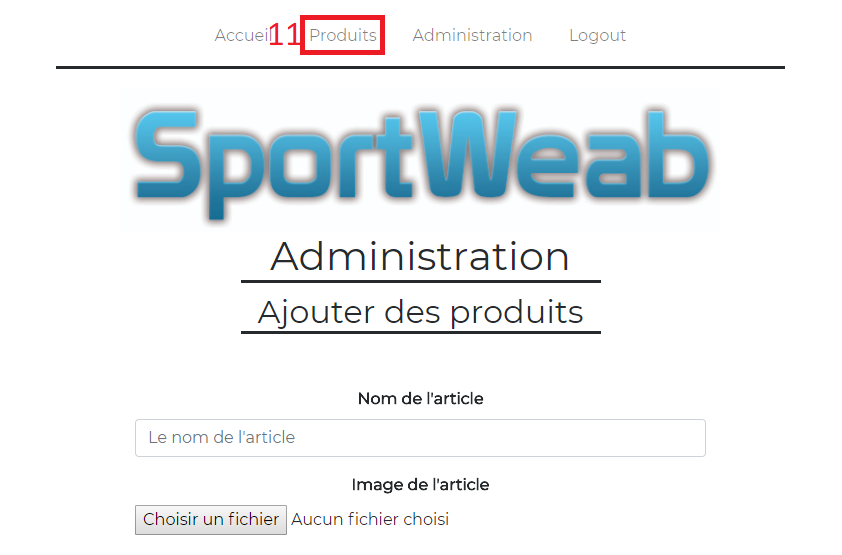 Accueil 11 Produits Administration Logout
SportWeab
Administration
Ajouter des produits
Nom de l'article
Le nom de l'article
Image de l'article
Choisir un fichier Aucun fichier choisi